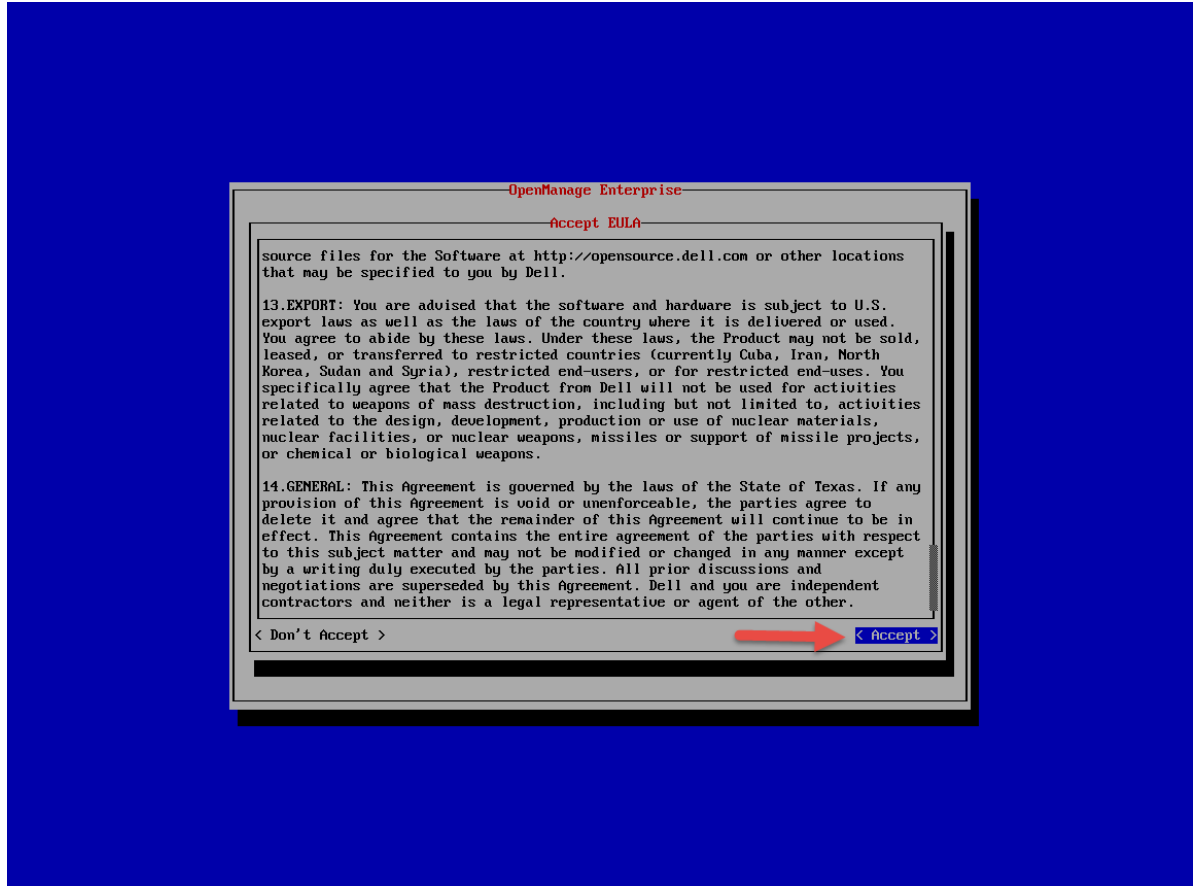 OpenManage Enterprise
Accept EULA
source files for the Software at http://opensource.dell.com or other locations
that may be specified to you by Dell.
13.EXPORT: You are advised that the software and hardware is subject to U.S.
export laws as well as the laws of the country where it is delivered or used.
You agree to abide by these laws. Under these laws, the Product may not be sold,
leased, or transferred to restricted countries (currently Cuba, Iran, North
Korea, Sudan and Syria), restricted end-users, or for restricted end-uses. You
specifically agree that the Product from Dell will not be used for activities
related to weapons of mass destruction, including but not limited to, activities
related to the design, development, production or use of nuclear materials,
nuclear facilities, or nuclear weapons, missiles or support of missile projects,
or chemical or biological weapons.
14.GENERAL: This Agreement is governed by the laws of the State of Texas. If any
provision of this Agreement is void or unenforceable, the parties agree to
delete it and agree that the remainder of this Agreement will continue to be in
effect. This Agreement contains the entire agreement of the parties with respect
to this subject matter and may not be modified or changed in any manner except
by a writing duly executed by the parties. All prior discussions and
negotiations are superseded by this Agreement. Dell and you are independent
contractors and neither is a legal representative or agent of the other.
< Don't Accept >
< Accept >